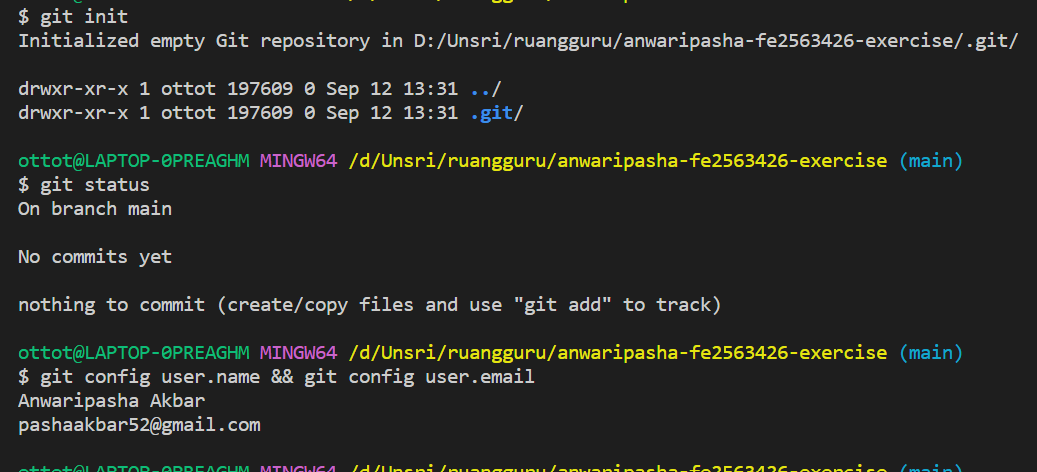 $ git init
Initialized empty Git repository in D:/Unsri/ruangguru/anwaripasha-fe2563426-exercise/.git/
drwxr-xr-x 1 ottot 197609 0 Sep 12 13:31 ../
drwxr-xr-x 1 ottot 197609 0 Sep 12 13:31 .git/
ottot@LAPTOP-0PREAGHM MINGW64 /d/Unsri/ruangguru/anwaripasha-fe2563426-exercise (main)
$ git status
On branch main
No commits yet
nothing to commit (create/copy files and use "git add" to track)
ottot@LAPTOP-0PREAGHM MINGW64 /d/Unsri/ruangguru/anwaripasha-fe2563426-exercise (main)
$ git config user.name && git config user.email
Anwaripasha Akbar
pashaakbar52@gmail.com